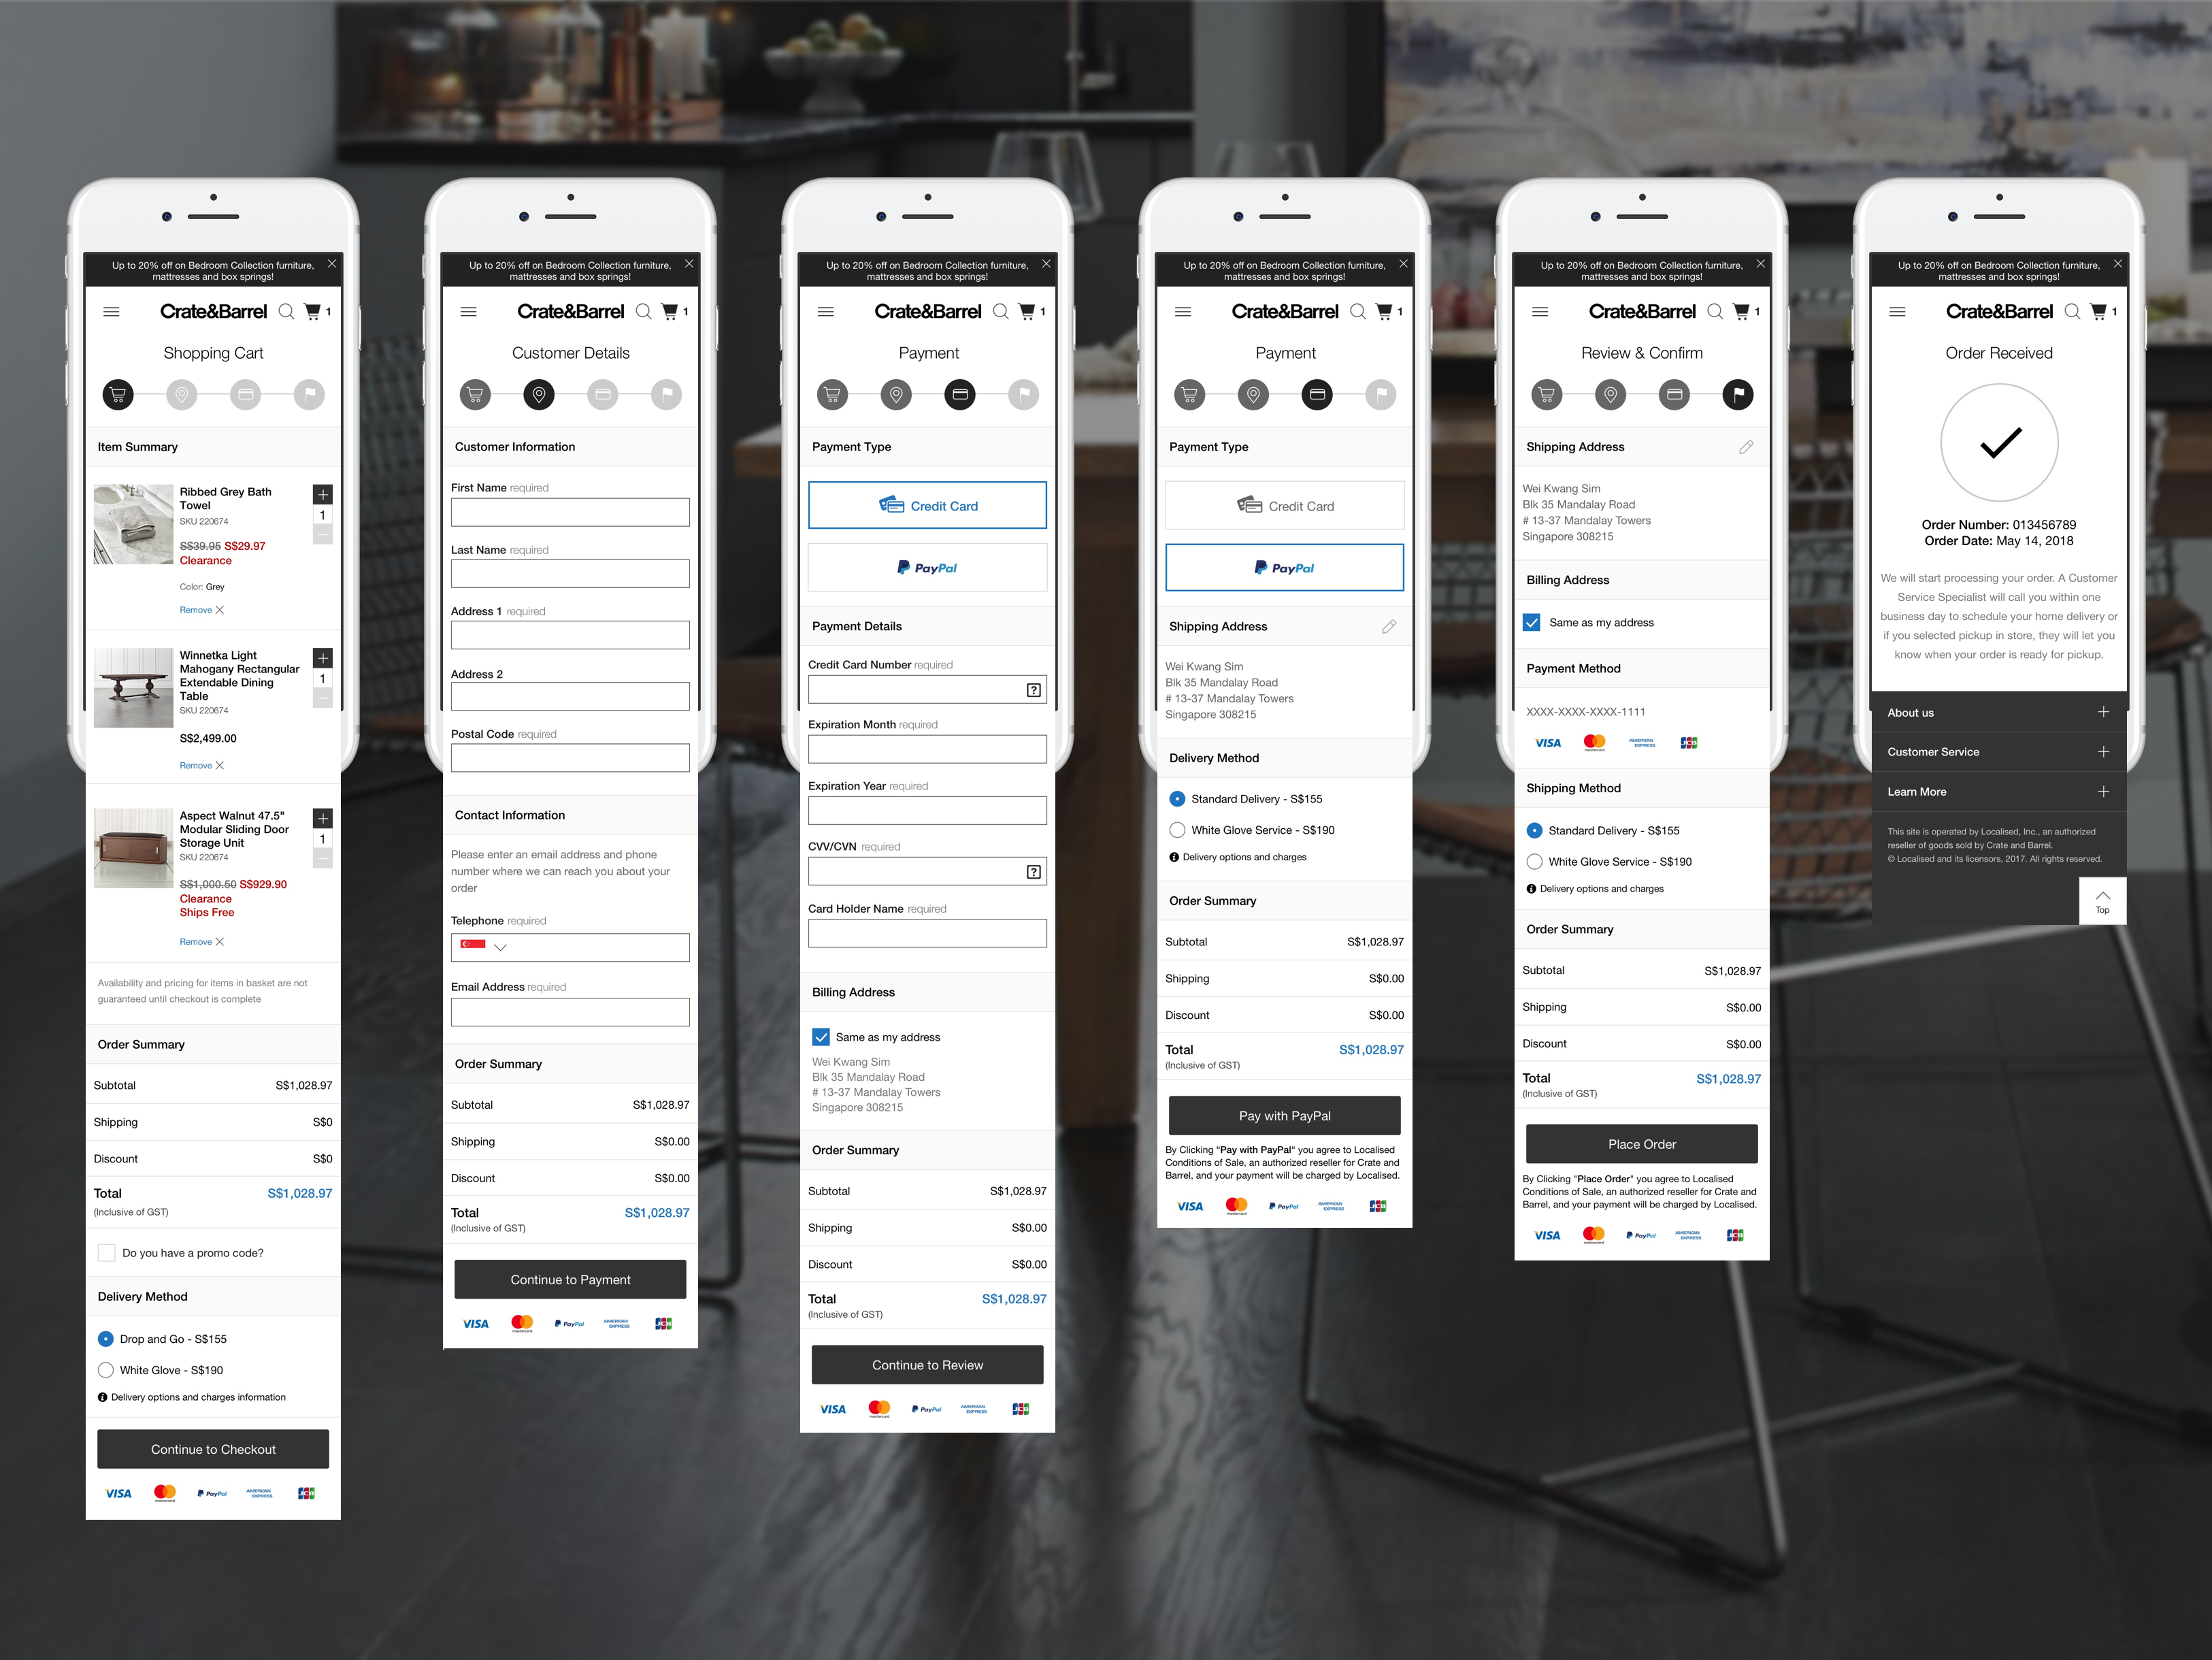 Up to 20% off on Bedroom Collection furniture,
mattresses and box springs!
Crate&Barrel
1
Shopping Cart
Item Summary
Ribbed Grey Bath
Towel
SKU 220674
S$39.95 S$29.97
Clearance
Color: Grey
Remove
1
Winnetka Light
Mahogany Rectangular
Extendable Dining
Table
SKU 220674
S$2,499.00
Remove
1
Aspect Walnut 47.5"
Modular Sliding Door
Storage Unit
SKU 220674
S$1,000.50 S$929.90
Clearance
Ships Free
Remove
1
Availability and pricing for items in basket are not
guaranteed until checkout is complete
Order Summary
Subtotal S$1,028.97
Shipping S$0
Discount S$0
Total S$1,028.97
(Inclusive of GST)
Do you have a promo code?
Delivery Method
Drop and Go - S$155
White Glove - S$190
Delivery options and charges information
Continue to Checkout
VISA mastercard PayPal AMERICAN EXPRESS JCB
Up to 20% off on Bedroom Collection furniture,
mattresses and box springs!
Crate&Barrel
1
Customer Details
Customer Information
First Name required
Last Name required
Address 1 required
Address 2
Postal Code required
Contact Information
Please enter an email address and phone
number where we can reach you about your
order
Telephone required
Email Address required
Order Summary
Subtotal S$1,028.97
Shipping S$0.00
Discount S$0.00
Total S$1,028.97
(Inclusive of GST)
Continue to Payment
VISA mastercard PayPal AMERICAN EXPRESS JCB
Up to 20% off on Bedroom Collection furniture,
mattresses and box springs!
Crate&Barrel
1
Payment
Payment Type
Credit Card
PayPal
Payment Details
Credit Card Number required
?
Expiration Month required
Expiration Year required
CVV/CVN required
?
Card Holder Name required
Billing Address
Same as my address
Wei Kwang Sim
Blk 35 Mandalay Road
# 13-37 Mandalay Towers
Singapore 308215
Order Summary
Subtotal S$1,028.97
Shipping S$0.00
Discount S$0.00
Total S$1,028.97
(Inclusive of GST)
Continue to Review
VISA mastercard PayPal AMERICAN EXPRESS JCB
Up to 20% off on Bedroom Collection furniture,
mattresses and box springs!
Crate&Barrel
1
Payment
Payment Type
Credit Card
PayPal
Shipping Address
Wei Kwang Sim
Blk 35 Mandalay Road
# 13-37 Mandalay Towers
Singapore 308215
Delivery Method
Standard Delivery - S$155
White Glove Service - S$190
Delivery options and charges
Order Summary
Subtotal S$1,028.97
Shipping S$0.00
Discount S$0.00
Total S$1,028.97
(Inclusive of GST)
Pay with PayPal
By Clicking "Pay with PayPal" you agree to Localised
Conditions of Sale, an authorized reseller for Crate and
Barrel, and your payment will be charged by Localised.
VISA mastercard PayPal AMERICAN EXPRESS JCB
Up to 20% off on Bedroom Collection furniture,
mattresses and box springs!
Crate&Barrel
1
Review & Confirm
Shipping Address
Wei Kwang Sim
Blk 35 Mandalay Road
# 13-37 Mandalay Towers
Singapore 308215
Billing Address
Same as my address
Payment Method
XXXX-XXXX-XXXX-1111
VISA mastercard AMERICAN EXPRESS JCB
Shipping Method
Standard Delivery - S$155
White Glove Service - S$190
Delivery options and charges
Order Summary
Subtotal S$1,028.97
Shipping S$0.00
Discount S$0.00
Total S$1,028.97
(Inclusive of GST)
Place Order
By Clicking "Place Order" you agree to Localised
Conditions of Sale, an authorized reseller for Crate and
Barrel, and your payment will be charged by Localised.
VISA mastercard PayPal AMERICAN EXPRESS JCB
Up to 20% off on Bedroom Collection furniture,
mattresses and box springs!
Crate&Barrel
1
Order Received
Order Number: 013456789
Order Date: May 14, 2018
We will start processing your order. A Customer
Service Specialist will call you within one
business day to schedule your home delivery or
if you selected pickup in store, they will let you
know when your order is ready for pickup.
About us
Customer Service
Learn More
This site is operated by Localised, Inc., an authorized
reseller of goods sold by Crate and Barrel.
© Localised and its licensors, 2017. All rights reserved.
Top